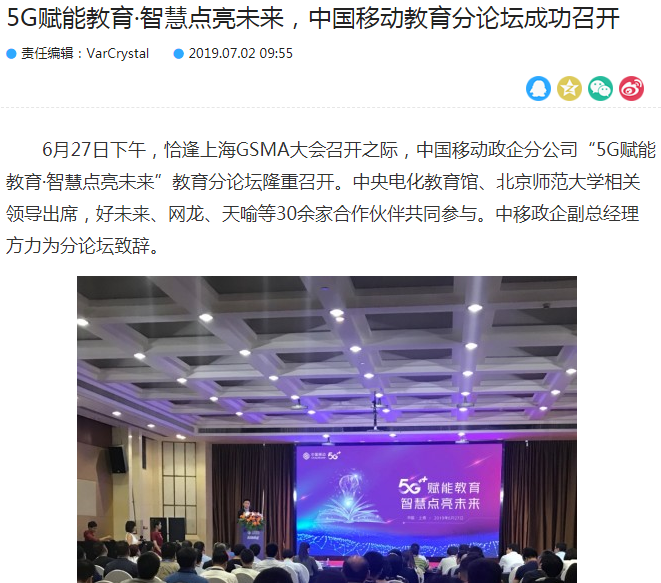 5G赋能教育·智慧点亮未来，中国移动教育分论坛成功召开
责任编辑：VarCrystal 2019.07.02 09:55
6月27日下午，恰逢上海GSMA大会召开之际，中国移动政企分公司“5G赋能
教育·智慧点亮未来”教育分论坛隆重召开。中央电化教育馆、北京师范大学相关
领导出席，好未来、网龙、天喻等30余家合作伙伴共同参与。中移政企副总经理
方力为分论坛致辞。
中国移动 5G+
5G+ 赋能教育
智慧点亮未来